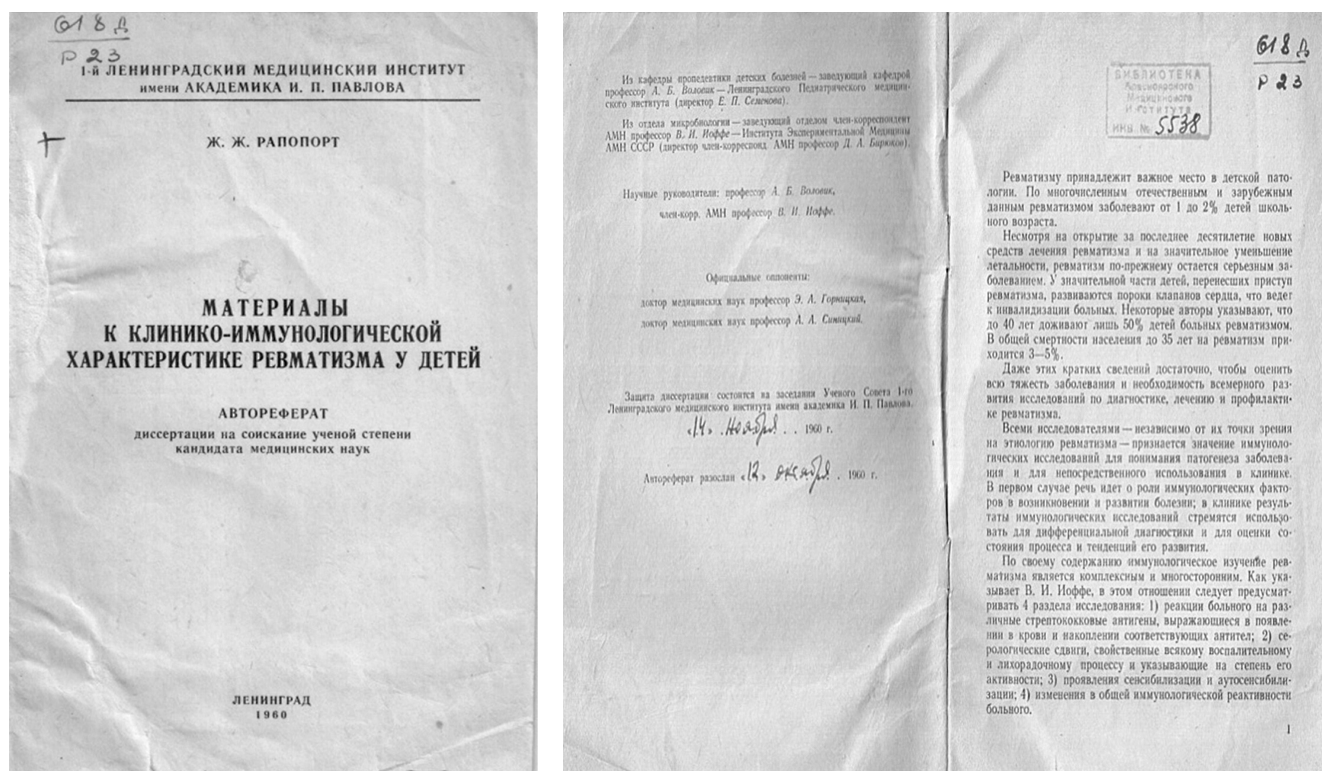 618 Д
Р 23
1-й ЛЕНИНГРАДСКИЙ МЕДИЦИНСКИЙ ИНСТИТУТ
имени АКАДЕМИКА И. П. ПАВЛОВА
Ж. Ж. РАПОПОРТ
МАТЕРИАЛЫ
К КЛИНИКО-ИММУНОЛОГИЧЕСКОЙ
ХАРАКТЕРИСТИКЕ РЕВМАТИЗМА У ДЕТЕЙ
АВТОРЕФЕРАТ
диссертации на соискание ученой степени
кандидата медицинских наук
ЛЕНИНГРАД
1960
Из кафедры пропедевтики детских болезней — заведующий кафедрой
профессор А. Б. Воловик — Ленинградского Педиатрического медицин-
ского института (директор Е. П. Семенова).
Из отдела микробиологии — заведующий отделом член-корреспондент
АМН профессор В. И. Иоффе — Института Экспериментальной Медицины
АМН СССР (директор член-корреспонд. АМН профессор Д. А. Бирюков).
Научные руководители: профессор А. Б. Воловик,
член-корр. АМН профессор В. И. Иоффе.
Официальные оппоненты:
доктор медицинских наук профессор Э. А. Горницкая,
доктор медицинских наук профессор А. А. Синицкий.
Защита диссертации состоится на заседании Ученого Совета 1-го
Ленинградского медицинского института имени академика И. П. Павлова.
«14» Ноября . . 1960 г.
Автореферат разослан «12» октября . 1960 г.
618 Д
Р 23
БИБЛИОТЕКА
Красноярского
Медицинского
Института
ИНВ. № 5538
Ревматизму принадлежит важное место в детской пато-
логии. По многочисленным отечественным и зарубежным
данным ревматизмом заболевают от 1 до 2% детей школь-
ного возраста.
Несмотря на открытие за последнее десятилетие новых
средств лечения ревматизма и на значительное уменьшение
летальности, ревматизм по-прежнему остается серьезным за-
болеванием. У значительной части детей, перенесших приступ
ревматизма, развиваются пороки клапанов сердца, что ведет
к инвалидизации больных. Некоторые авторы указывают, что
до 40 лет доживают лишь 50% детей больных ревматизмом.
В общей смертности населения до 35 лет на ревматизм при-
ходится 3—5%.
Даже этих кратких сведений достаточно, чтобы оценить
всю тяжесть заболевания и необходимость всемерного раз-
вития исследований по диагностике, лечению и профилакти-
ке ревматизма.
Всеми исследователями — независимо от их точки зрения
на этиологию ревматизма — признается значение иммуноло-
гических исследований для понимания патогенеза заболева-
ния и для непосредственного использования в клинике.
В первом случае речь идет о роли иммунологических факто-
ров в возникновении и развитии болезни; в клинике резуль-
таты иммунологических исследований стремятся использо-
вать для дифференциальной диагностики и для оценки со-
стояния процесса и тенденций его развития.
По своему содержанию иммунологическое изучение рев-
матизма является комплексным и многосторонним. Как ука-
зывает В. И. Иоффе, в этом отношении следует предусмат-
ривать 4 раздела исследования: 1) реакции больного на раз-
личные стрептококковые антигены, выражающиеся в появле-
нии в крови и накоплении соответствующих антител; 2) се-
рологические сдвиги, свойственные всякому воспалительному
и лихорадочному процессу и указывающие на степень его
активности; 3) проявления сенсибилизации и аутосенсибили-
зации; 4) изменения в общей иммунологической реактивности
больного.
1